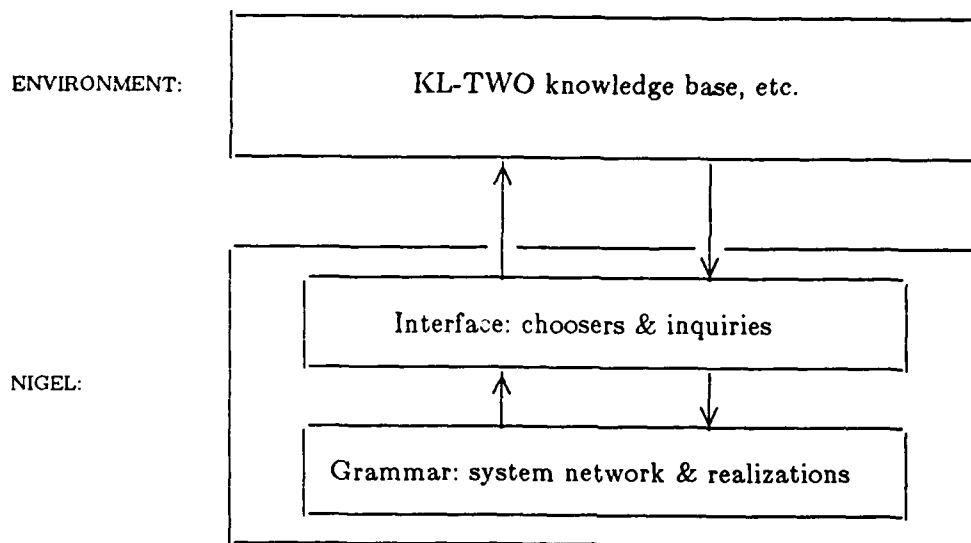 ENVIRONMENT:
KL-TWO knowledge base, etc.
Interface: choosers & inquiries
NIGEL:
Grammar: system network & realizations